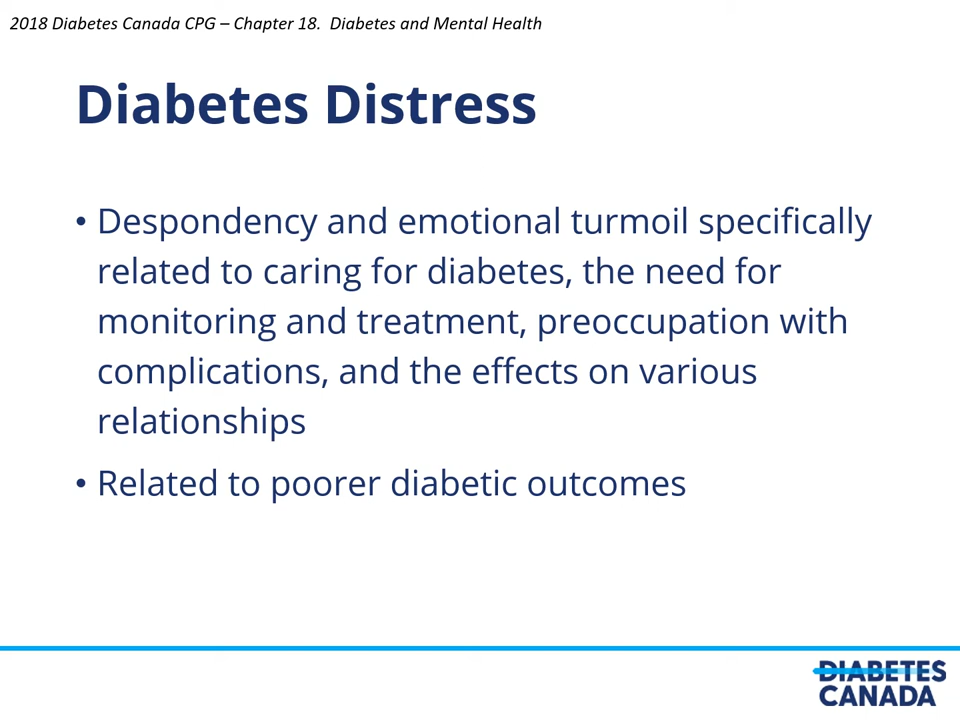 2018 Diabetes Canada CPG – Chapter 18.  Diabetes and Mental Health
Diabetes Distress
• Despondency and emotional turmoil specifically
related to caring for diabetes, the need for
monitoring and treatment, preoccupation with
complications, and the effects on various
relationships
• Related to poorer diabetic outcomes
DIABETES
CANADA